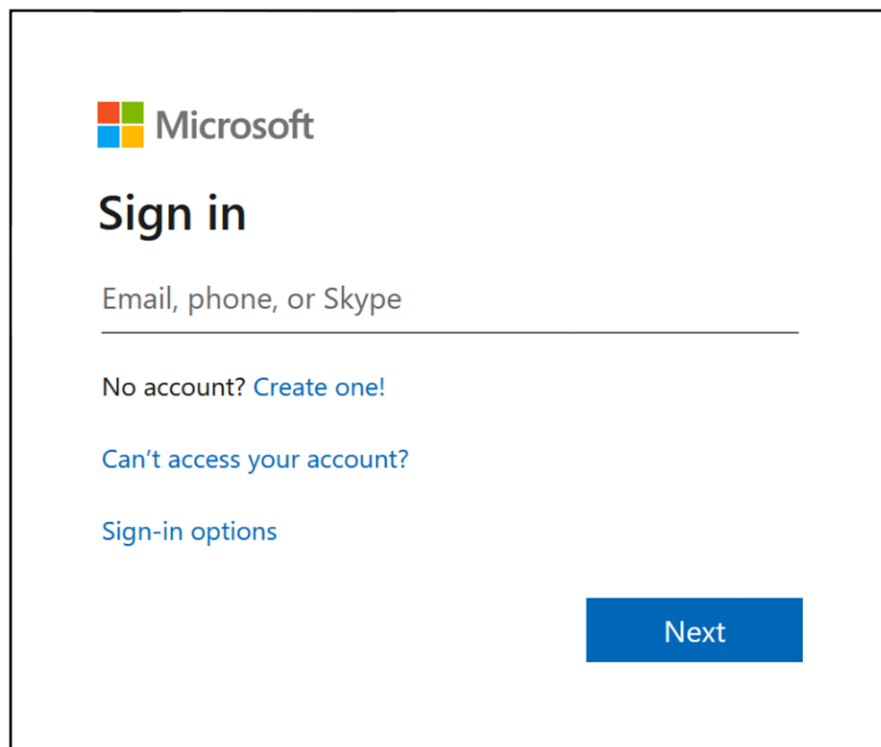 Microsoft
Sign in
Email, phone, or Skype
No account? Create one!
Can’t access your account?
Sign-in options
Next